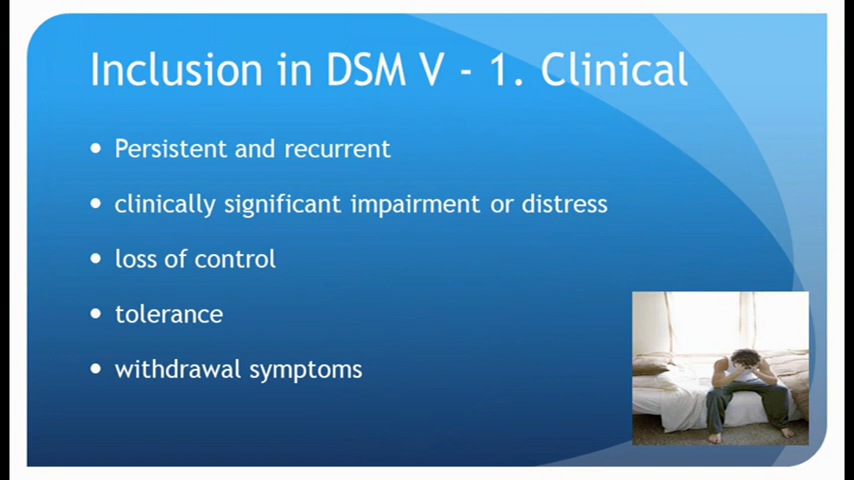 Inclusion in DSM V - 1. Clinical
• Persistent and recurrent
• clinically significant impairment or distress
• loss of control
• tolerance
• withdrawal symptoms